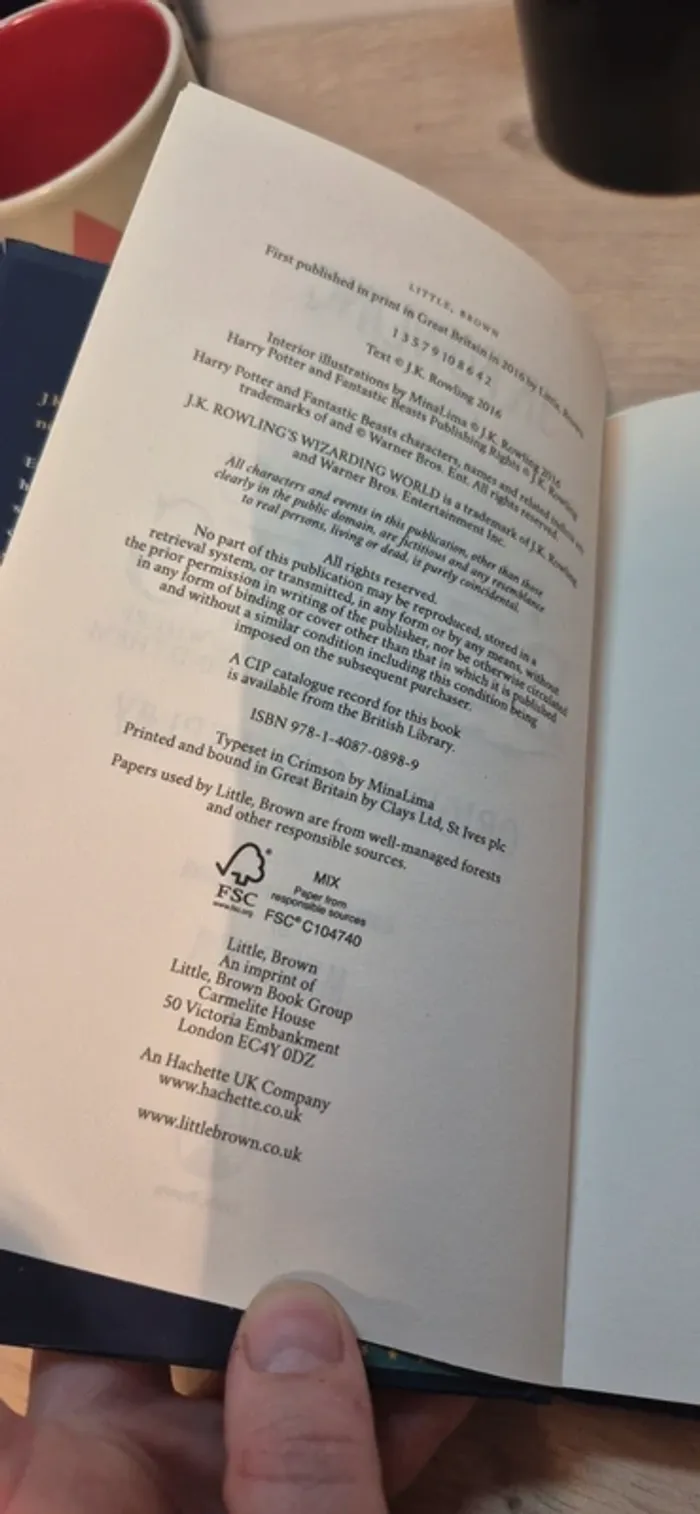 LITTLE, BROWN
First published in print in Great Britain in 2016 by Little, Brown
1 3 5 7 9 10 8 6 4 2
Text © J.K. Rowling 2016
Interior illustrations by MinaLima © J.K. Rowling 2016
Harry Potter and Fantastic Beasts Publishing Rights © J.K. Rowling
Harry Potter and Fantastic Beasts characters, names and related indicia are
trademarks of and © Warner Bros. Ent. All rights reserved.
J.K. ROWLING'S WIZARDING WORLD is a trademark of J.K. Rowling
and Warner Bros. Entertainment Inc.
All characters and events in this publication, other than those
clearly in the public domain, are fictitious and any resemblance
to real persons, living or dead, is purely coincidental.
All rights reserved.
No part of this publication may be reproduced, stored in a
retrieval system, or transmitted, in any form or by any means, without
the prior permission in writing of the publisher, nor be otherwise circulated
in any form of binding or cover other than that in which it is published
and without a similar condition including this condition being
imposed on the subsequent purchaser.
A CIP catalogue record for this book
is available from the British Library.
ISBN 978-1-4087-0898-9
Typeset in Crimson by MinaLima
Printed and bound in Great Britain by Clays Ltd, St Ives plc
Papers used by Little, Brown are from well-managed forests
and other responsible sources.
FSC
www.fsc.org
MIX
Paper from
responsible sources
FSC® C104740
Little, Brown
An imprint of
Little, Brown Book Group
Carmelite House
50 Victoria Embankment
London EC4Y 0DZ
An Hachette UK Company
www.hachette.co.uk
www.littlebrown.co.uk